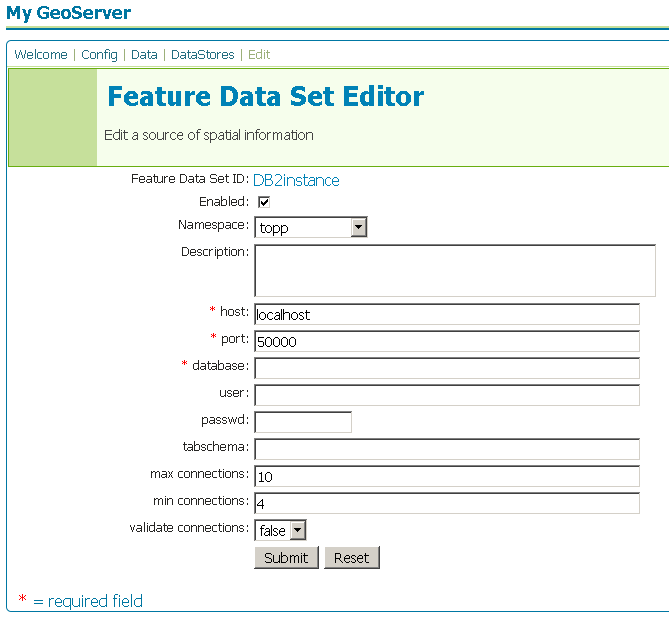 My GeoServer
Welcome | Config | Data | DataStores | Edit
Feature Data Set Editor
Edit a source of spatial information
Feature Data Set ID: DB2instance
Enabled:
Namespace: topp
Description:
* host: localhost
* port: 50000
* database:
user:
passwd:
tabschema:
max connections: 10
min connections: 4
validate connections: false
Submit Reset
* = required field